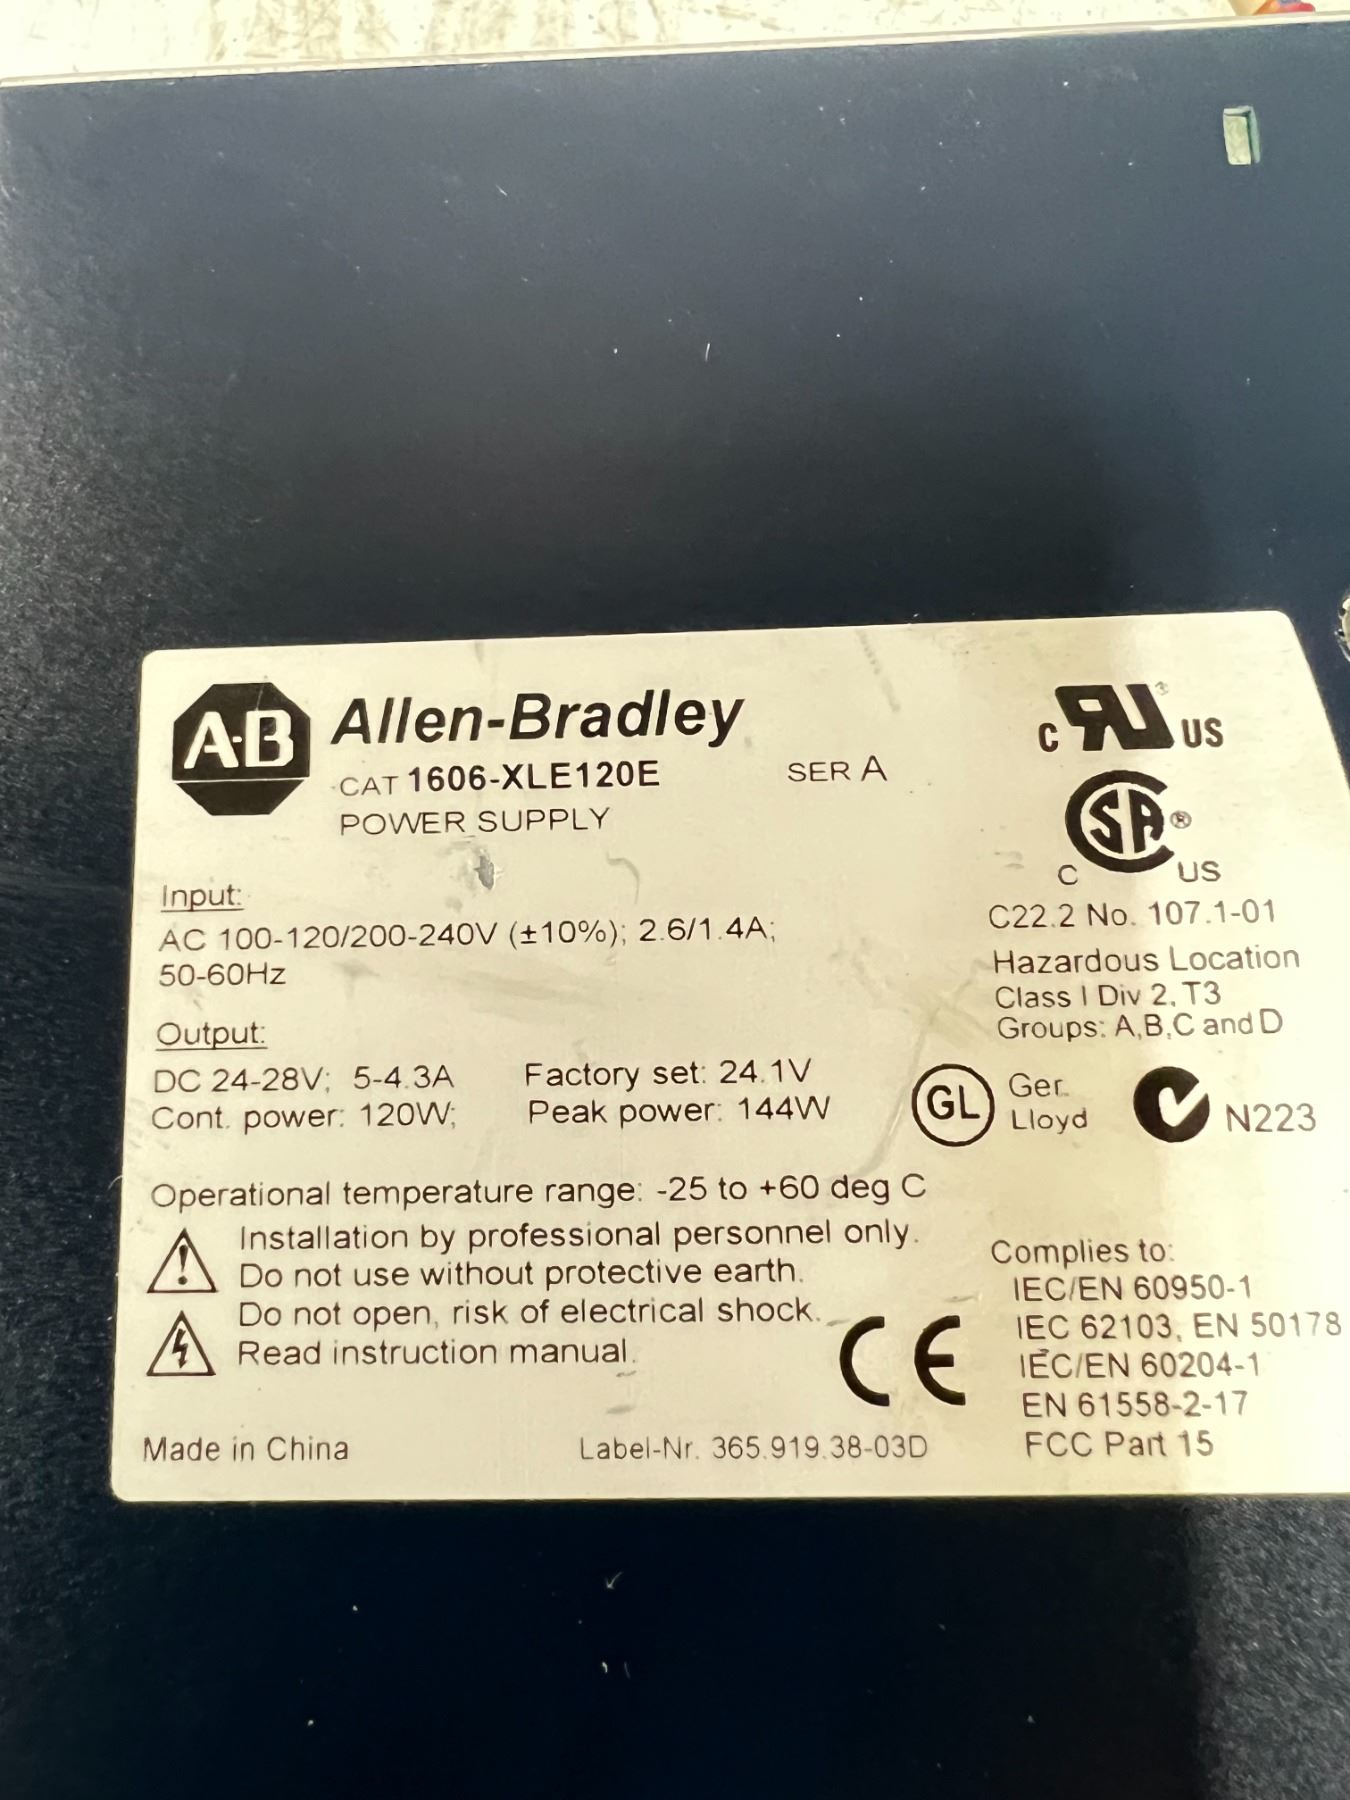 A-B Allen-Bradley
CAT 1606-XLE120E SER A
POWER SUPPLY
Input:
AC 100-120/200-240V (±10%); 2.6/1.4A;
50-60Hz
Output:
DC 24-28V; 5-4.3A Factory set: 24.1V
Cont. power: 120W; Peak power: 144W
Operational temperature range: -25 to +60 deg C
Installation by professional personnel only.
Do not use without protective earth.
Do not open, risk of electrical shock.
Read instruction manual.
Made in China
Label-Nr. 365.919.38-03D
C RU® US
C SA® US
C22.2 No. 107.1-01
Hazardous Location
Class I Div 2, T3
Groups: A,B,C and D
GL Ger.
Lloyd
N223
CE
Complies to:
IEC/EN 60950-1
IEC 62103, EN 50178
IEC/EN 60204-1
EN 61558-2-17
FCC Part 15